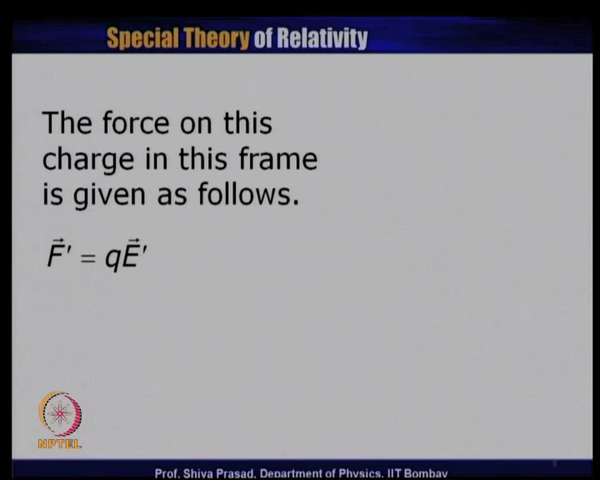 Special Theory of Relativity
The force on this
charge in this frame
is given as follows.
F⃗′ = qE⃗′
NPTEL
Prof. Shiva Prasad, Department of Physics, IIT Bombay